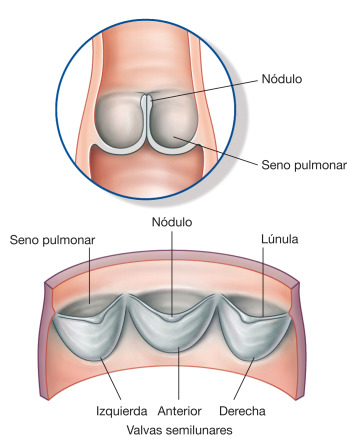 Nódulo
Seno pulmonar
Nódulo
Seno pulmonar
Lúnula
Izquierda Anterior Derecha
Valvas semilunares